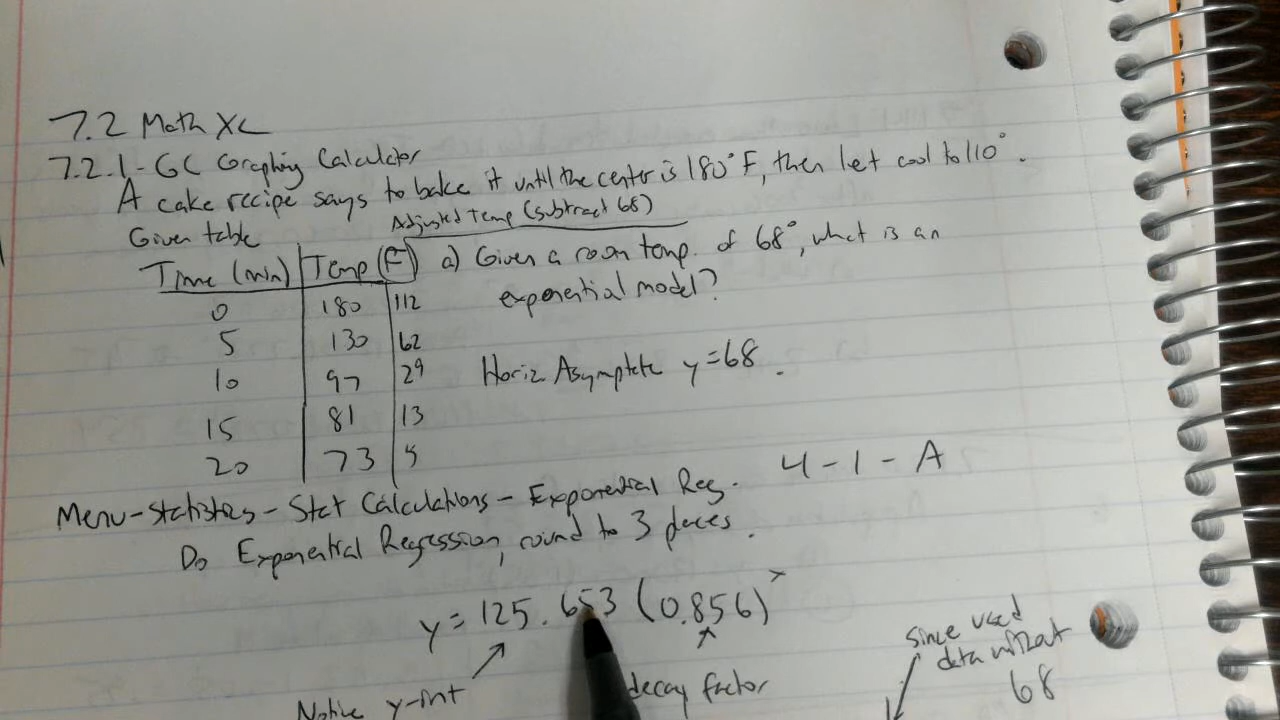 7.2 Math XL
7.2.1-GC Graphing Calculator
A cake recipe says to bake it until the center is 180°F, then let cool to 110°.
Given table
Adjusted Temp (subtract 68)
Time (min) Temp (F)
a) Given a room temp. of 68°, what is an
exponential model?
0 180 112
5 130 62
10 97 29
15 81 13
20 73 5
Horiz Asymptote y=68.
4-1-A
Menu-Statistics-Stat Calculations-Exponential Reg.
Do Exponential Regression, round to 3 places.
y=125.653(0.856)^x
Notice y-int
decay factor
since used
data without
68